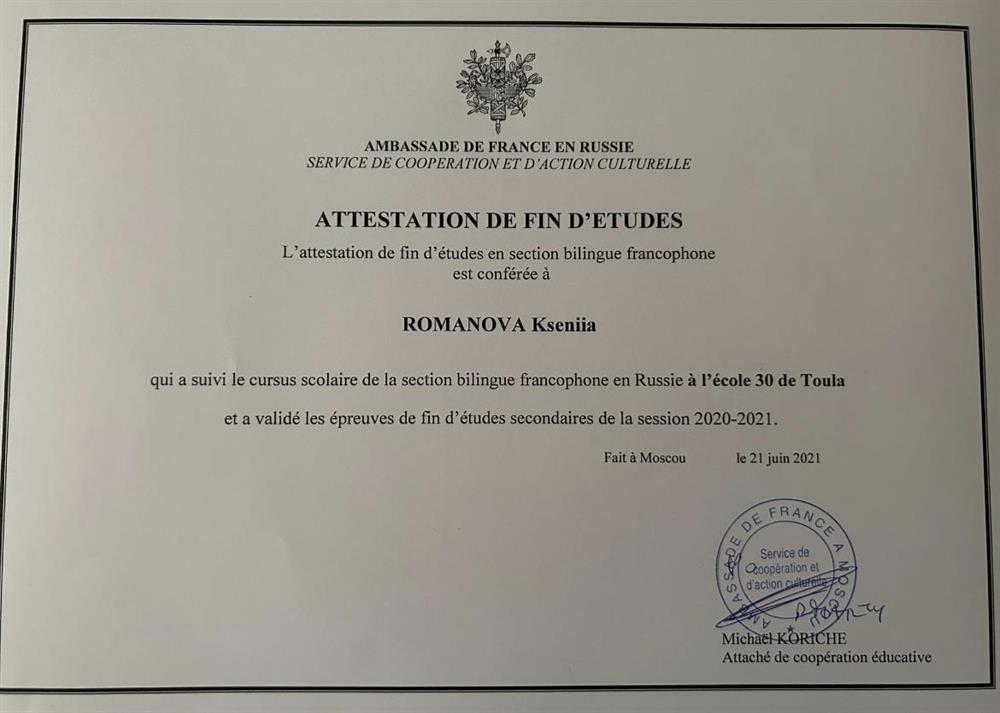 AMBASSADE DE FRANCE EN RUSSIE
SERVICE DE COOPERATION ET D'ACTION CULTURELLE
ATTESTATION DE FIN D'ETUDES
L'attestation de fin d'études en section bilingue francophone
est conférée à
ROMANOVA Kseniia
qui a suivi le cursus scolaire de la section bilingue francophone en Russie à l'école 30 de Toula
et a validé les épreuves de fin d'études secondaires de la session 2020-2021.
Fait à Moscou le 21 juin 2021
AMBASSADE DE FRANCE A MOSCOU
Service de
coopération et
d'action culturelle
Michaël KORICHE
Attaché de coopération éducative